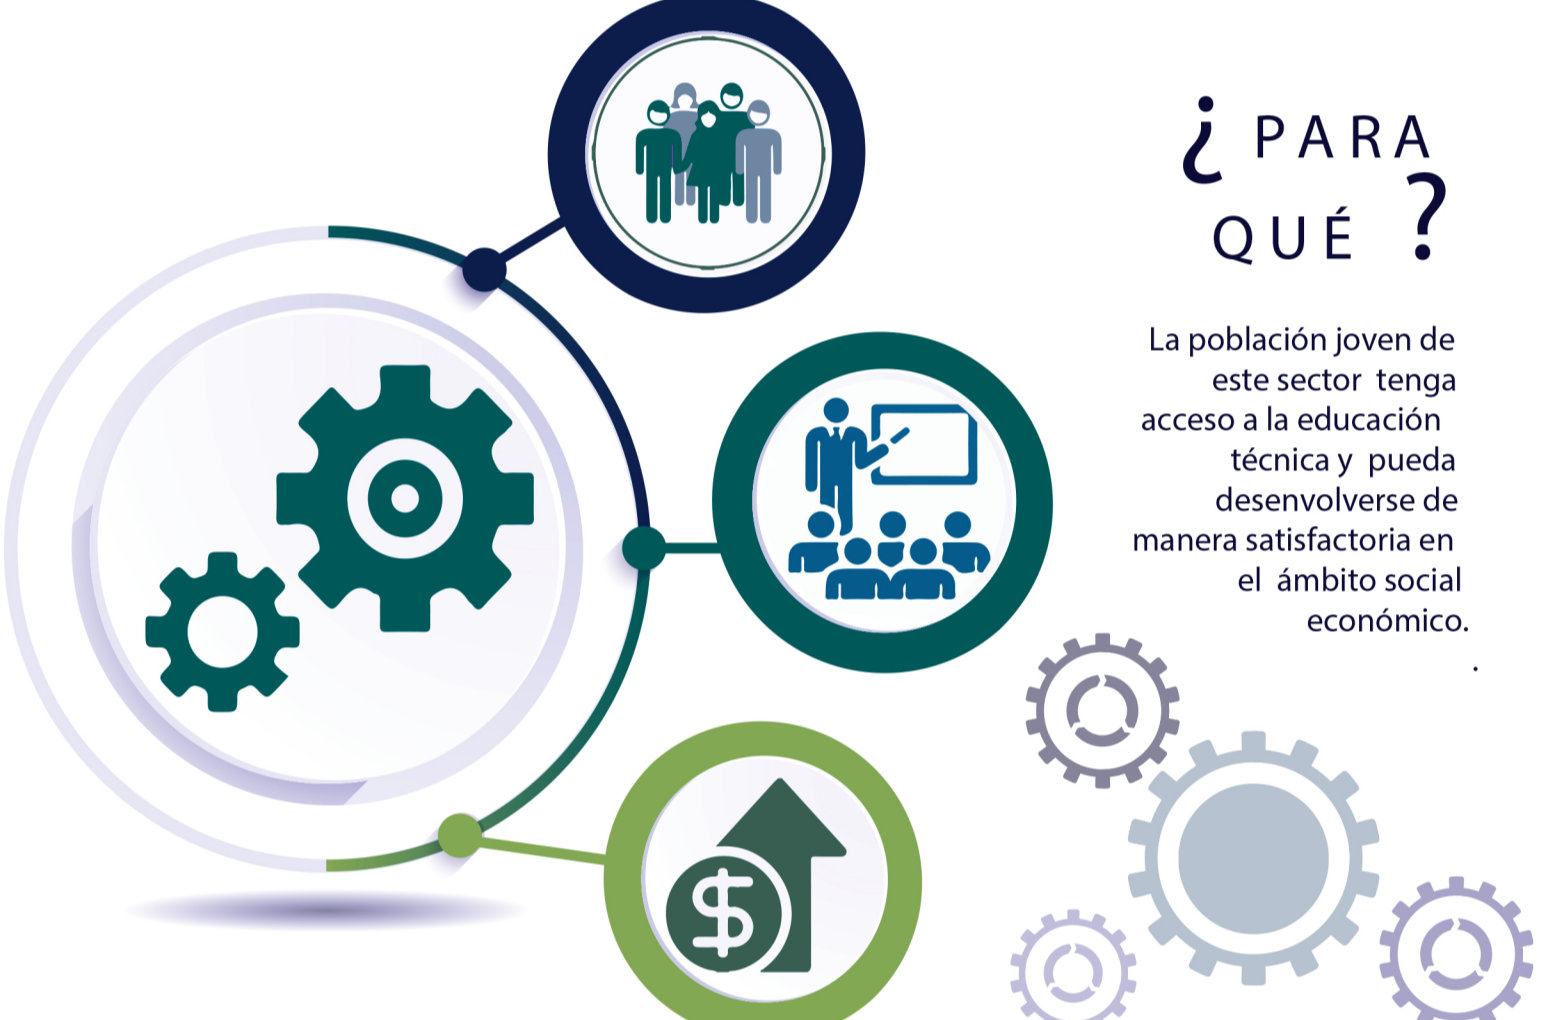 ¿ PARA
QUÉ ?
La población joven de
este sector tenga
acceso a la educación
técnica y pueda
desenvolverse de
manera satisfactoria en
el ámbito social
económico.
.
$